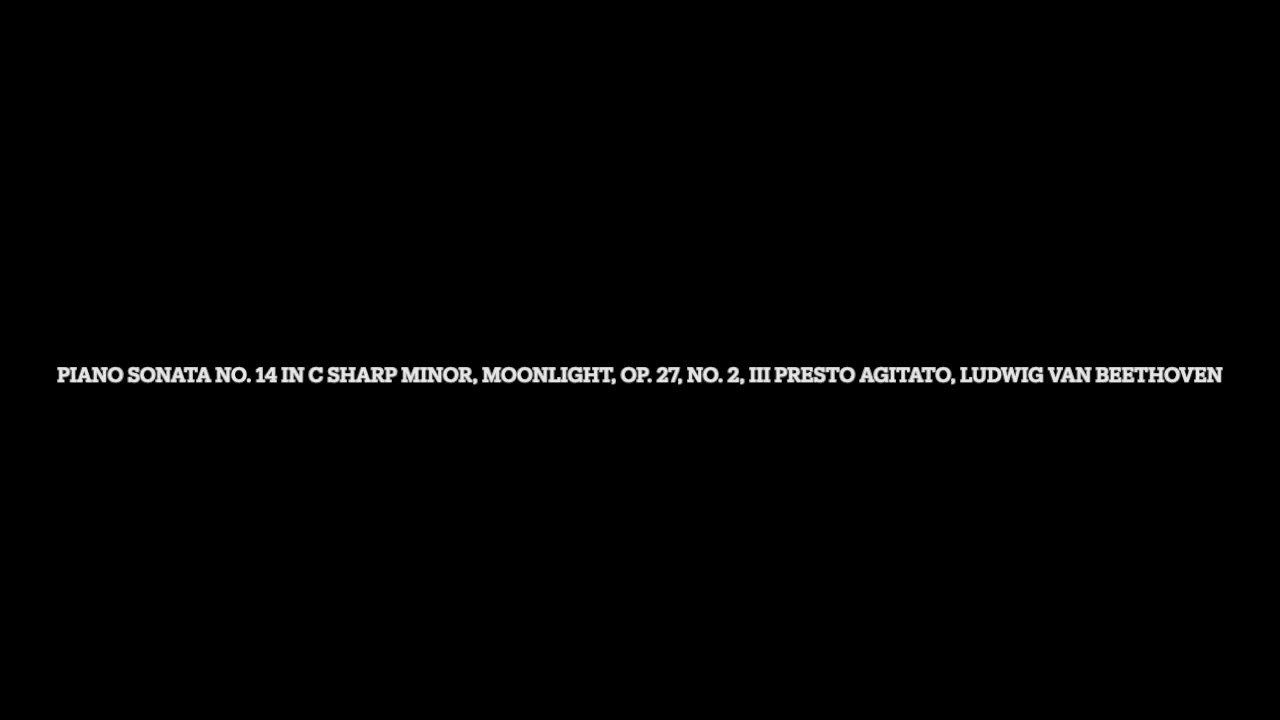 PIANO SONATA NO. 14 IN C SHARP MINOR, MOONLIGHT, OP. 27, NO. 2, III PRESTO AGITATO, LUDWIG VAN BEETHOVEN